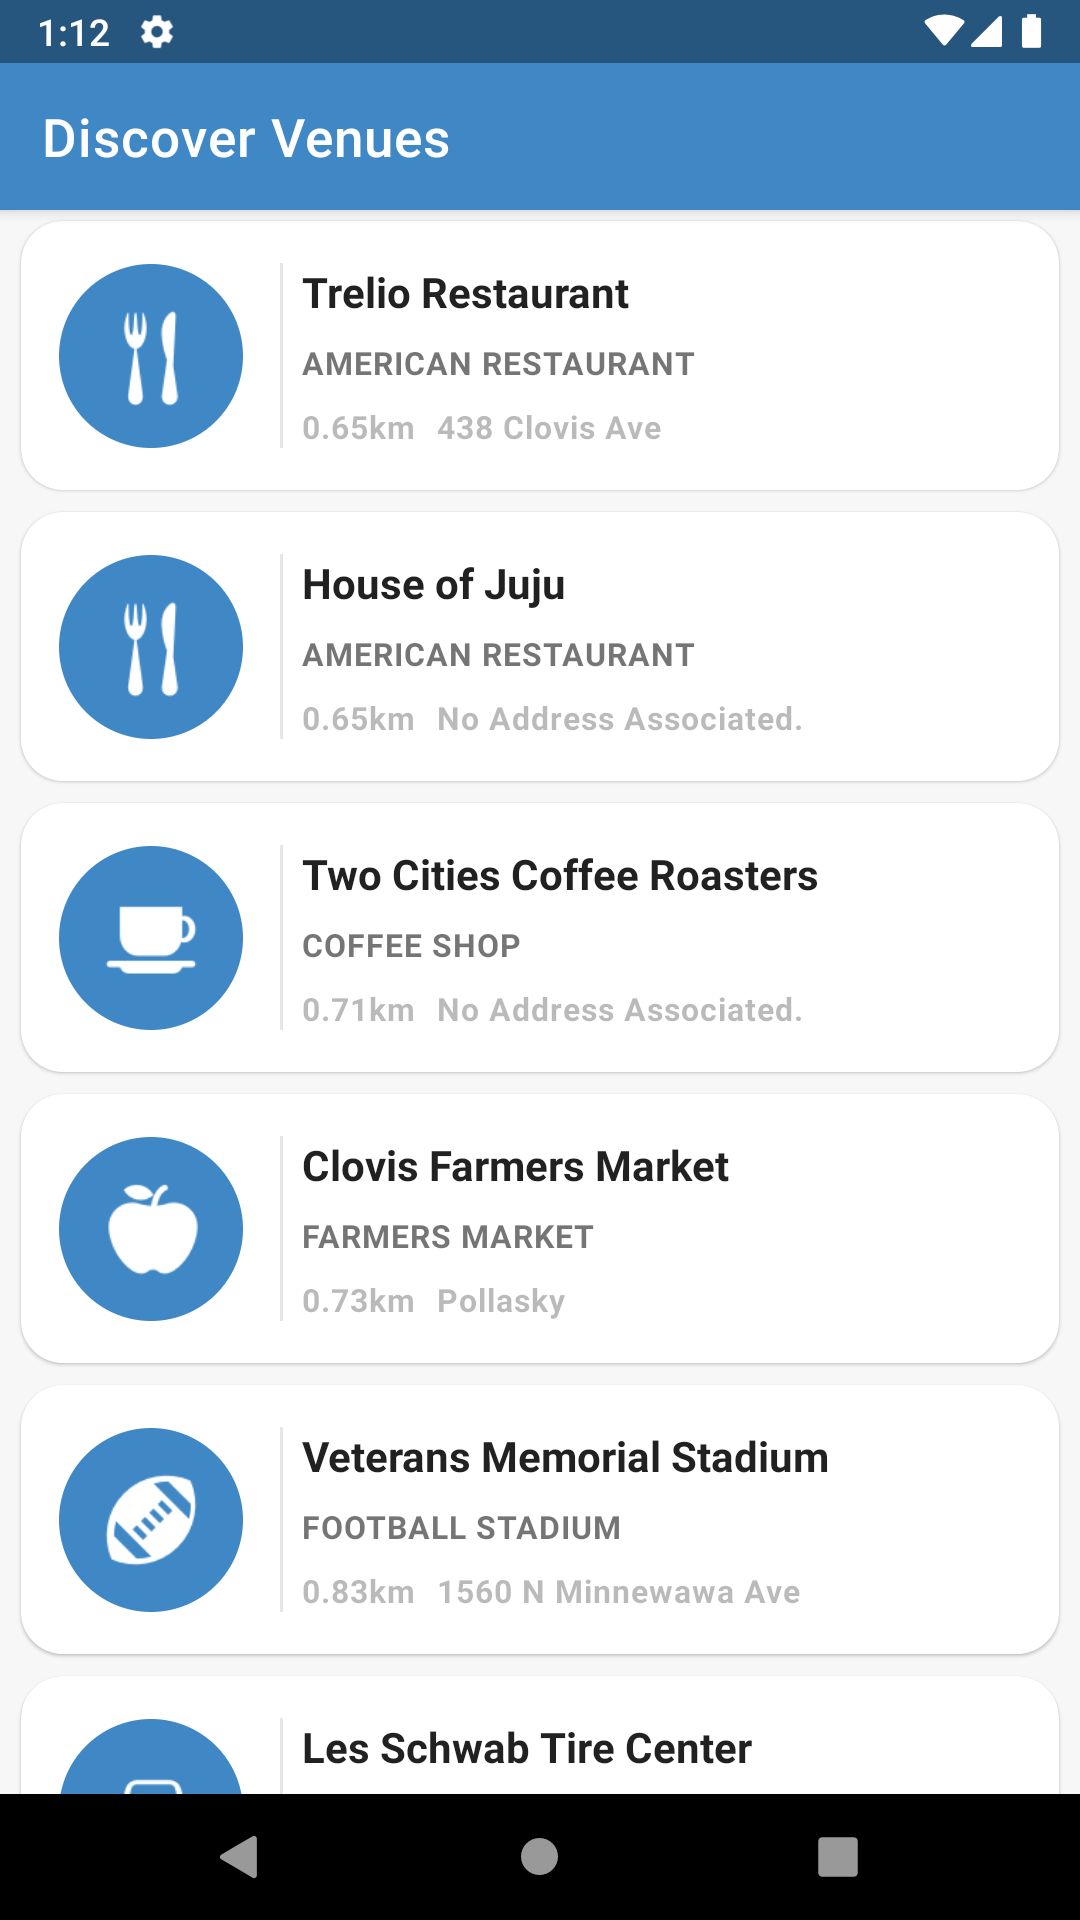 1:12
Discover Venues
Trelio Restaurant
AMERICAN RESTAURANT
0.65km 438 Clovis Ave
House of Juju
AMERICAN RESTAURANT
0.65km No Address Associated.
Two Cities Coffee Roasters
COFFEE SHOP
0.71km No Address Associated.
Clovis Farmers Market
FARMERS MARKET
0.73km Pollasky
Veterans Memorial Stadium
FOOTBALL STADIUM
0.83km 1560 N Minnewawa Ave
Les Schwab Tire Center